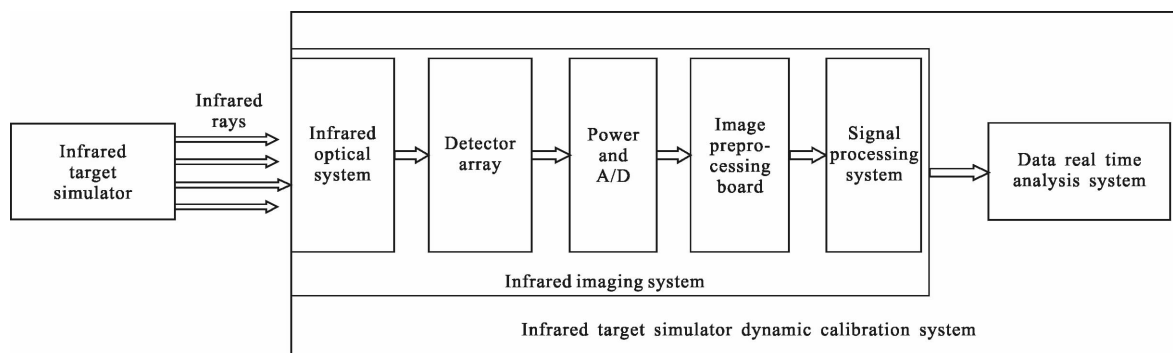 Infrared
target
simulator
Infrared
rays
Infrared
optical
system
Detector
array
Power
and
A/D
Image
prepro-
cessing
board
Signal
processing
system
Data real time
analysis system
Infrared imaging system
Infrared target simulator dynamic calibration system